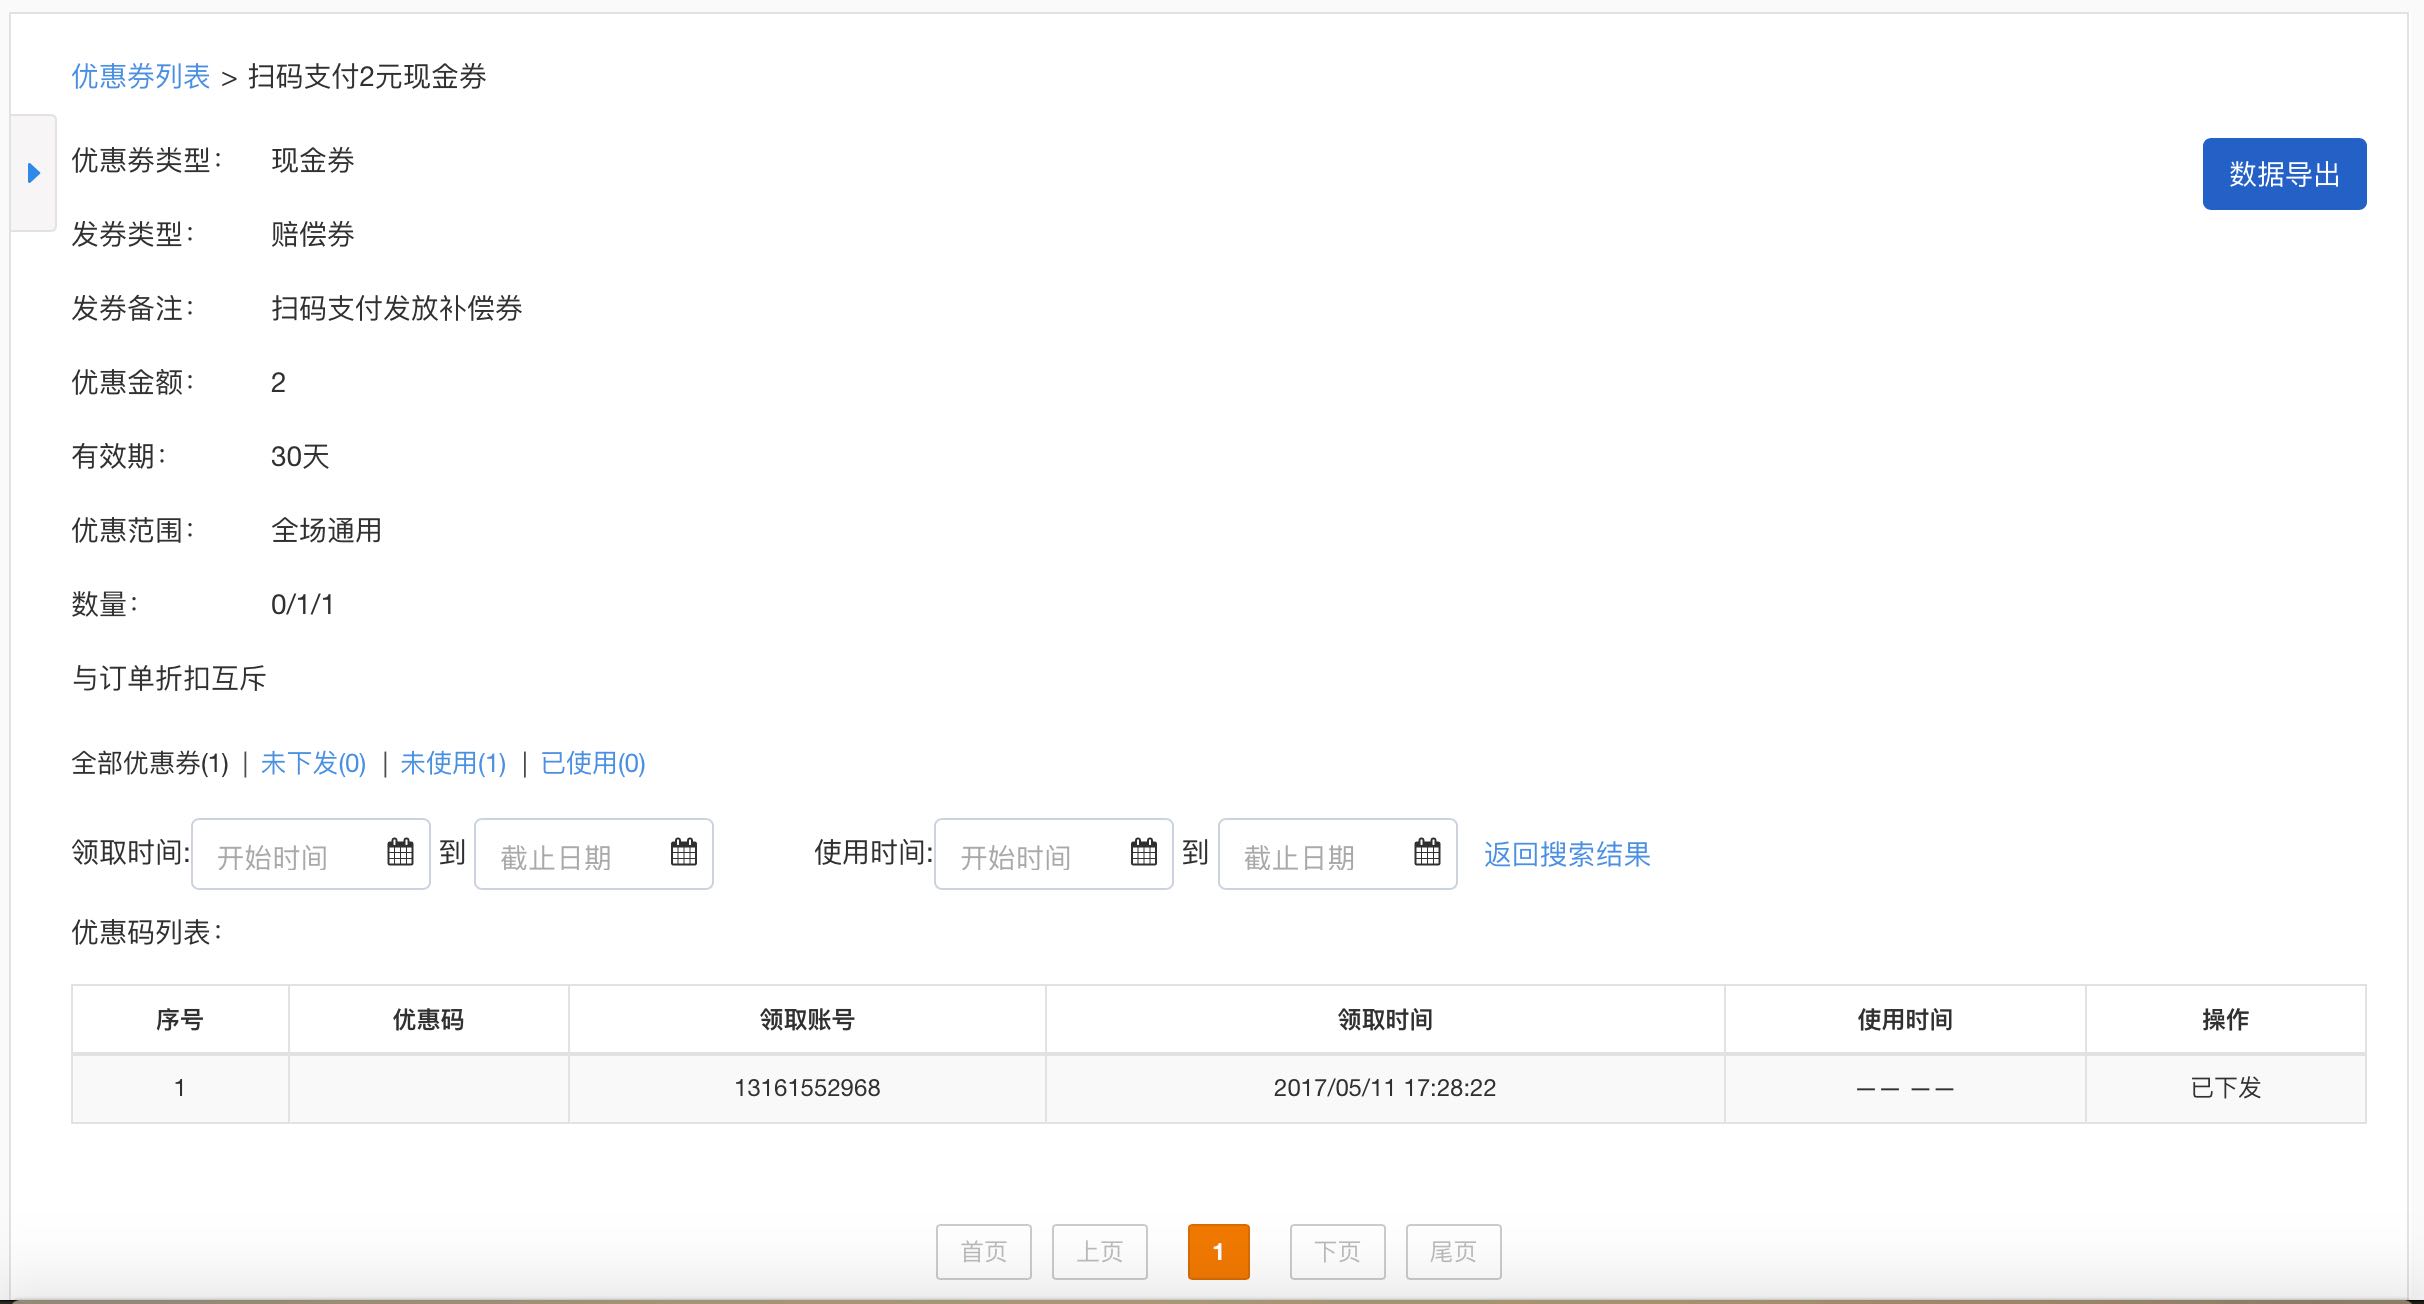 优惠券列表 > 扫码支付2元现金券
优惠券类型： 现金券
数据导出
发券类型： 赔偿券
发券备注： 扫码支付发放补偿券
优惠金额： 2
有效期： 30天
优惠范围： 全场通用
数量： 0/1/1
与订单折扣互斥
全部优惠券(1) | 未下发(0) | 未使用(1) | 已使用(0)
领取时间: 开始时间 到 截止日期 使用时间: 开始时间 到 截止日期 返回搜索结果
优惠码列表：
序号 优惠码 领取账号 领取时间 使用时间 操作
1 13161552968 2017/05/11 17:28:22 —— —— 已下发
首页 上页 1 下页 尾页